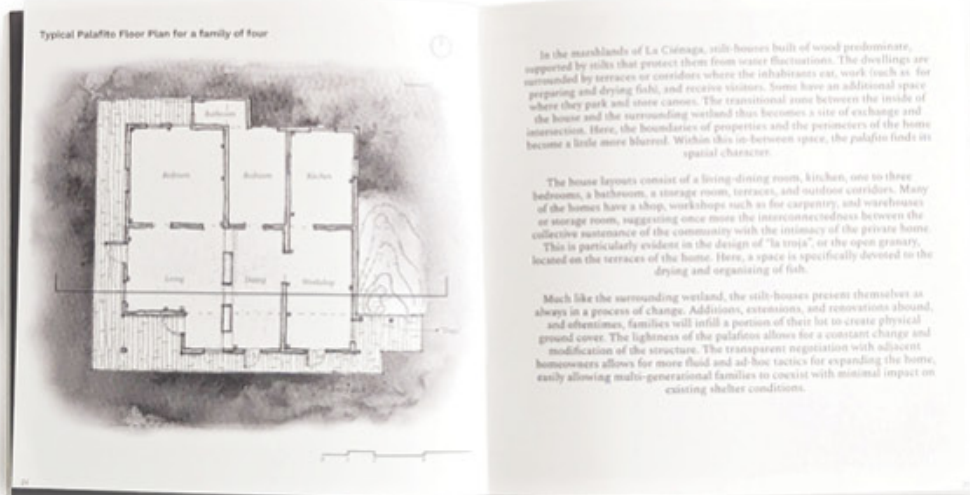 Typical Palafito Floor Plan for a family of four
Bathroom
Bedroom
Bedroom
Kitchen
Living
Dining
Workshop
In the marshlands of La Ciénaga, stilt-houses built of wood predominate,
supported by stilts that protect them from water fluctuations. The dwellings are
surrounded by terraces or corridors where the inhabitants eat, work (such as for
preparing and drying fish), and receive visitors. Some have an additional space
where they park and store canoes. The transitional zone between the inside of
the house and the surrounding wetland thus becomes a site of exchange and
intersection. Here, the boundaries of properties and the perimeters of the home
become a little more blurred. Within this in-between space, the palafito finds its
spatial character.
The house layouts consist of a living-dining room, kitchen, one to three
bedrooms, a bathroom, a storage room, terraces, and outdoor corridors. Many
of the homes have a shop, workshops such as for carpentry, and warehouses
or storage room, suggesting once more the interconnectedness between the
collective sustenance of the community with the intimacy of the private home.
This is particularly evident in the design of "la troja", or the open granary,
located on the terraces of the home. Here, a space is specifically devoted to the
drying and organizing of fish.
Much like the surrounding wetland, the stilt-houses present themselves as
always in a process of change. Additions, extensions, and renovations abound,
and oftentimes, families will infill a portion of their lot to create physical
ground cover. The lightness of the palafitos allows for a constant change and
modification of the structure. The transparent negotiation with adjacent
homeowners allows for more fluid and ad-hoc tactics for expanding the home,
easily allowing multi-generational families to coexist with minimal impact on
existing shelter conditions.